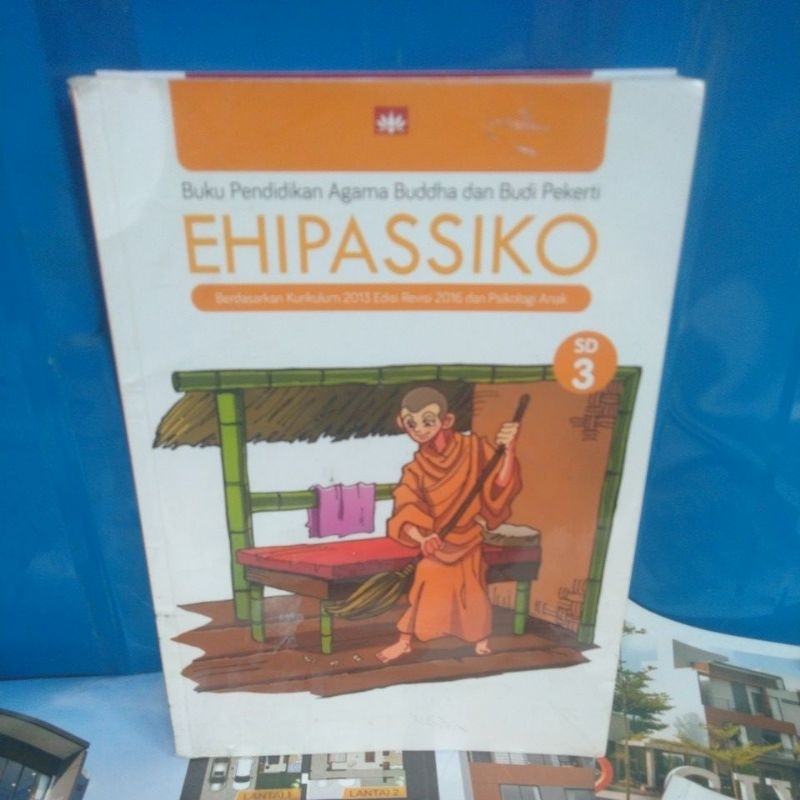 Buku Pendidikan Agama Buddha dan Budi Pekerti
EHIPASSIKO
Berdasarkan Kurikulum 2013 Edisi Revisi 2016 dan Psikologi Anak
SD
3
LANTAI 1
LANTAI 2